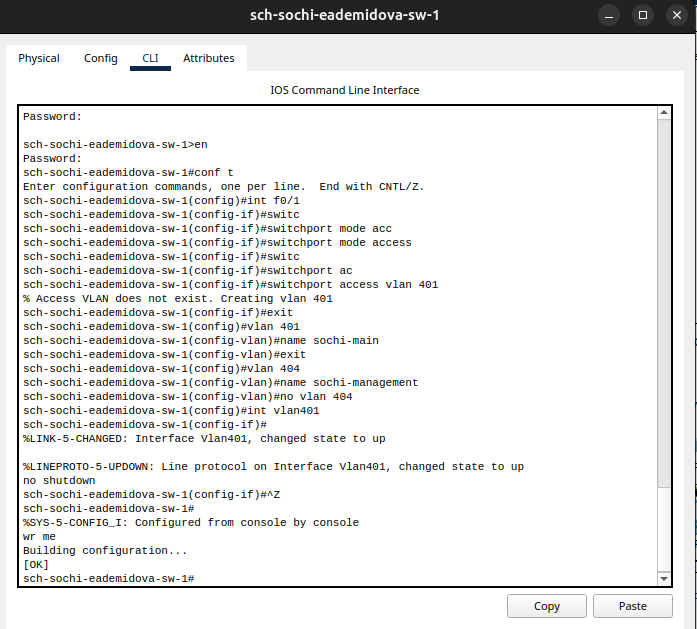 sch-sochi-eademidova-sw-1
Physical Config CLI Attributes
IOS Command Line Interface
Password:
sch-sochi-eademidova-sw-1>en
Password:
sch-sochi-eademidova-sw-1#conf t
Enter configuration commands, one per line.  End with CNTL/Z.
sch-sochi-eademidova-sw-1(config)#int f0/1
sch-sochi-eademidova-sw-1(config-if)#switc
sch-sochi-eademidova-sw-1(config-if)#switchport mode acc
sch-sochi-eademidova-sw-1(config-if)#switchport mode access
sch-sochi-eademidova-sw-1(config-if)#switc
sch-sochi-eademidova-sw-1(config-if)#switchport ac
sch-sochi-eademidova-sw-1(config-if)#switchport access vlan 401
% Access VLAN does not exist. Creating vlan 401
sch-sochi-eademidova-sw-1(config-if)#exit
sch-sochi-eademidova-sw-1(config)#vlan 401
sch-sochi-eademidova-sw-1(config-vlan)#name sochi-main
sch-sochi-eademidova-sw-1(config-vlan)#exit
sch-sochi-eademidova-sw-1(config)#vlan 404
sch-sochi-eademidova-sw-1(config-vlan)#name sochi-management
sch-sochi-eademidova-sw-1(config-vlan)#no vlan 404
sch-sochi-eademidova-sw-1(config)#int vlan401
sch-sochi-eademidova-sw-1(config-if)#
%LINK-5-CHANGED: Interface Vlan401, changed state to up
%LINEPROTO-5-UPDOWN: Line protocol on Interface Vlan401, changed state to up
no shutdown
sch-sochi-eademidova-sw-1(config-if)#^Z
sch-sochi-eademidova-sw-1#
%SYS-5-CONFIG_I: Configured from console by console
wr me
Building configuration...
[OK]
sch-sochi-eademidova-sw-1#
Copy Paste